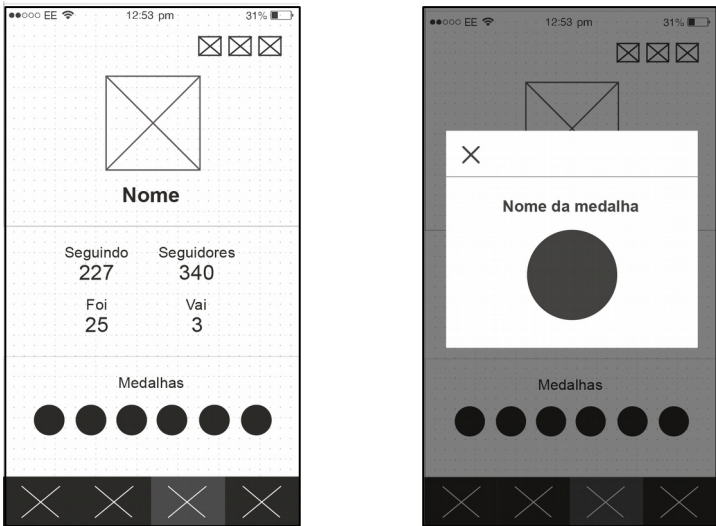 ●●○○○ EE 12:53 pm 31%
Nome
Seguindo Seguidores
227 340
Foi Vai
25 3
Medalhas
●●○○○ EE 12:53 pm 31%
Nome da medalha
Medalhas